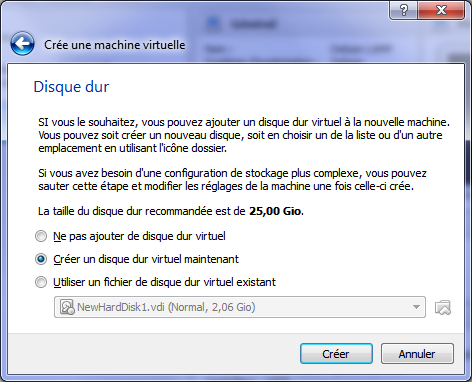 Crée une machine virtuelle
Disque dur
SI vous le souhaitez, vous pouvez ajouter un disque dur virtuel à la nouvelle machine.
Vous pouvez soit créer un nouveau disque, soit en choisir un de la liste ou d'un autre
emplacement en utilisant l'icône dossier.
Si vous avez besoin d'une configuration de stockage plus complexe, vous pouvez
sauter cette étape et modifier les réglages de la machine une fois celle-ci crée.
La taille du disque dur recommandée est de 25,00 Gio.
Ne pas ajouter de disque dur virtuel
Créer un disque dur virtuel maintenant
Utiliser un fichier de disque dur virtuel existant
NewHardDisk1.vdi (Normal, 2,06 Gio)
Créer
Annuler